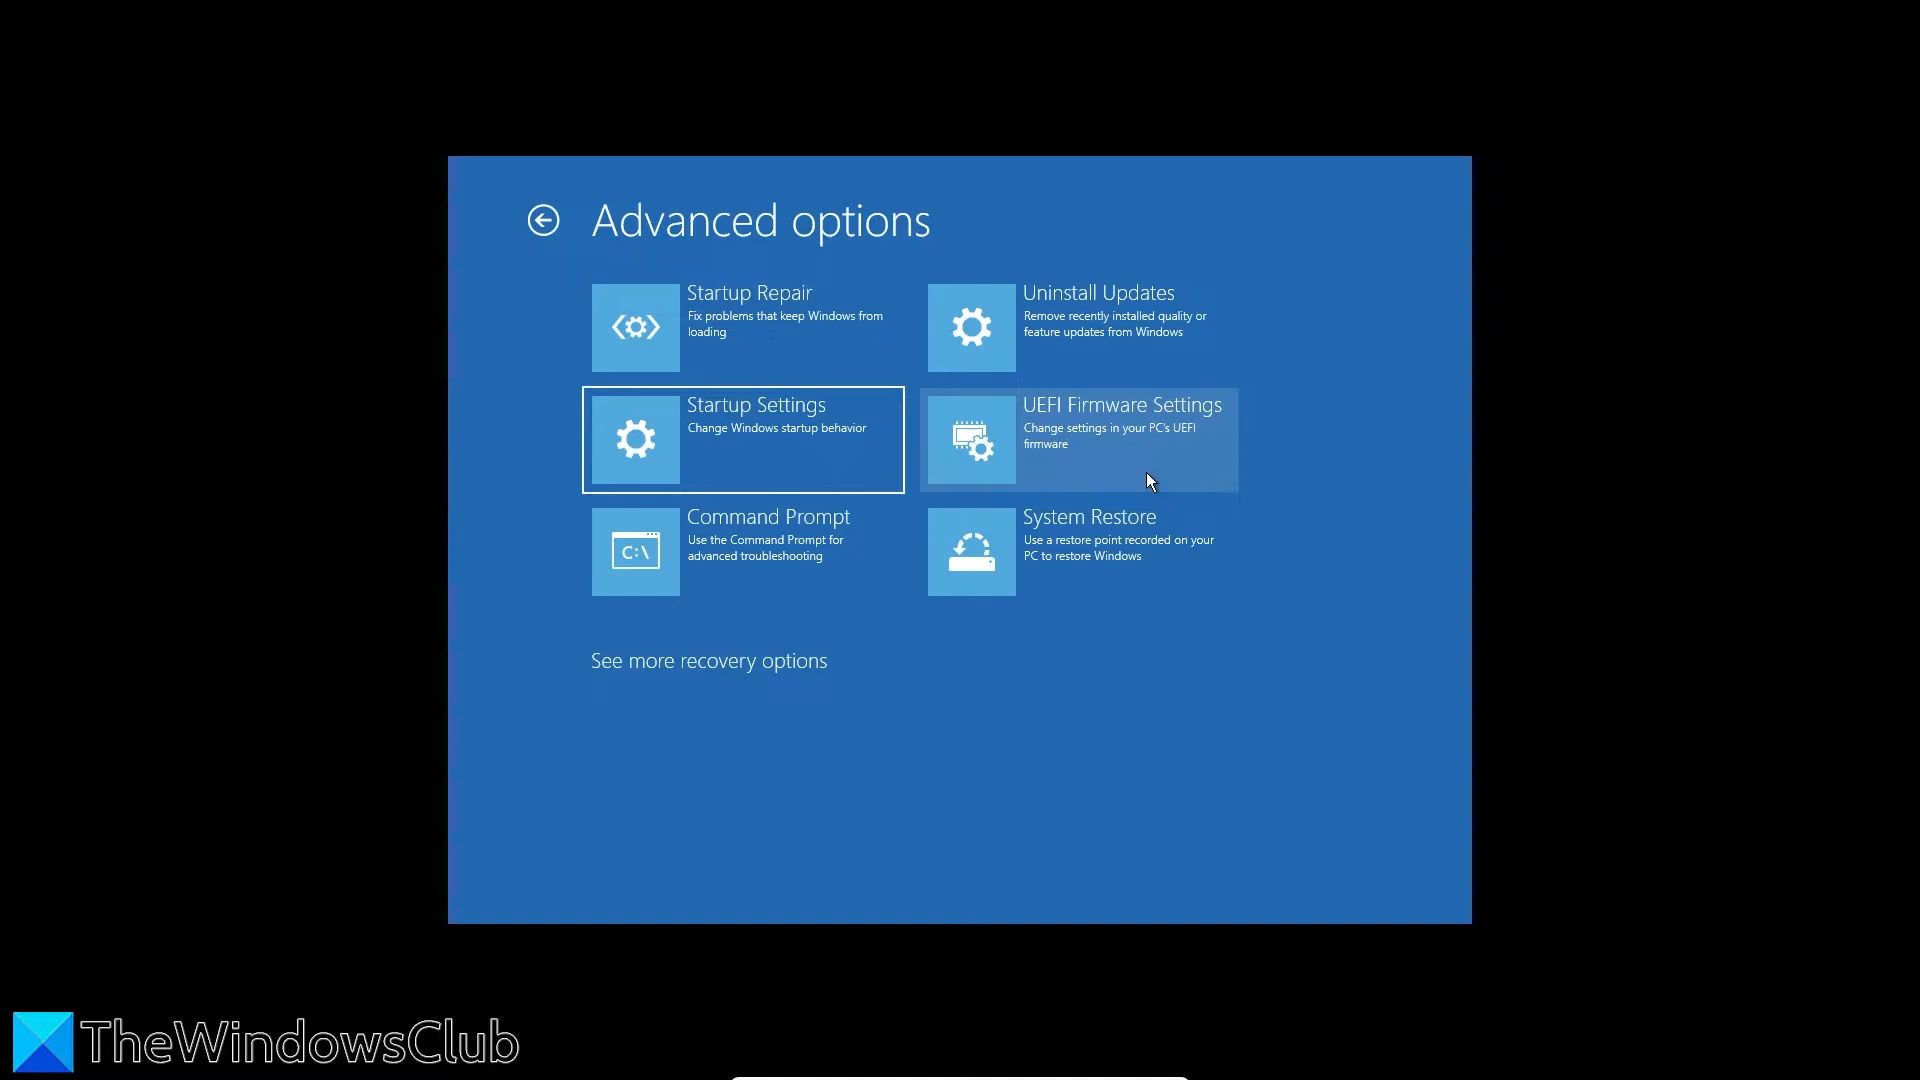 Advanced options
Startup Repair
Fix problems that keep Windows from
loading
Uninstall Updates
Remove recently installed quality or
feature updates from Windows
Startup Settings
Change Windows startup behavior
UEFI Firmware Settings
Change settings in your PC's UEFI
firmware
Command Prompt
Use the Command Prompt for
advanced troubleshooting
C:\
System Restore
Use a restore point recorded on your
PC to restore Windows
See more recovery options
TheWindowsClub